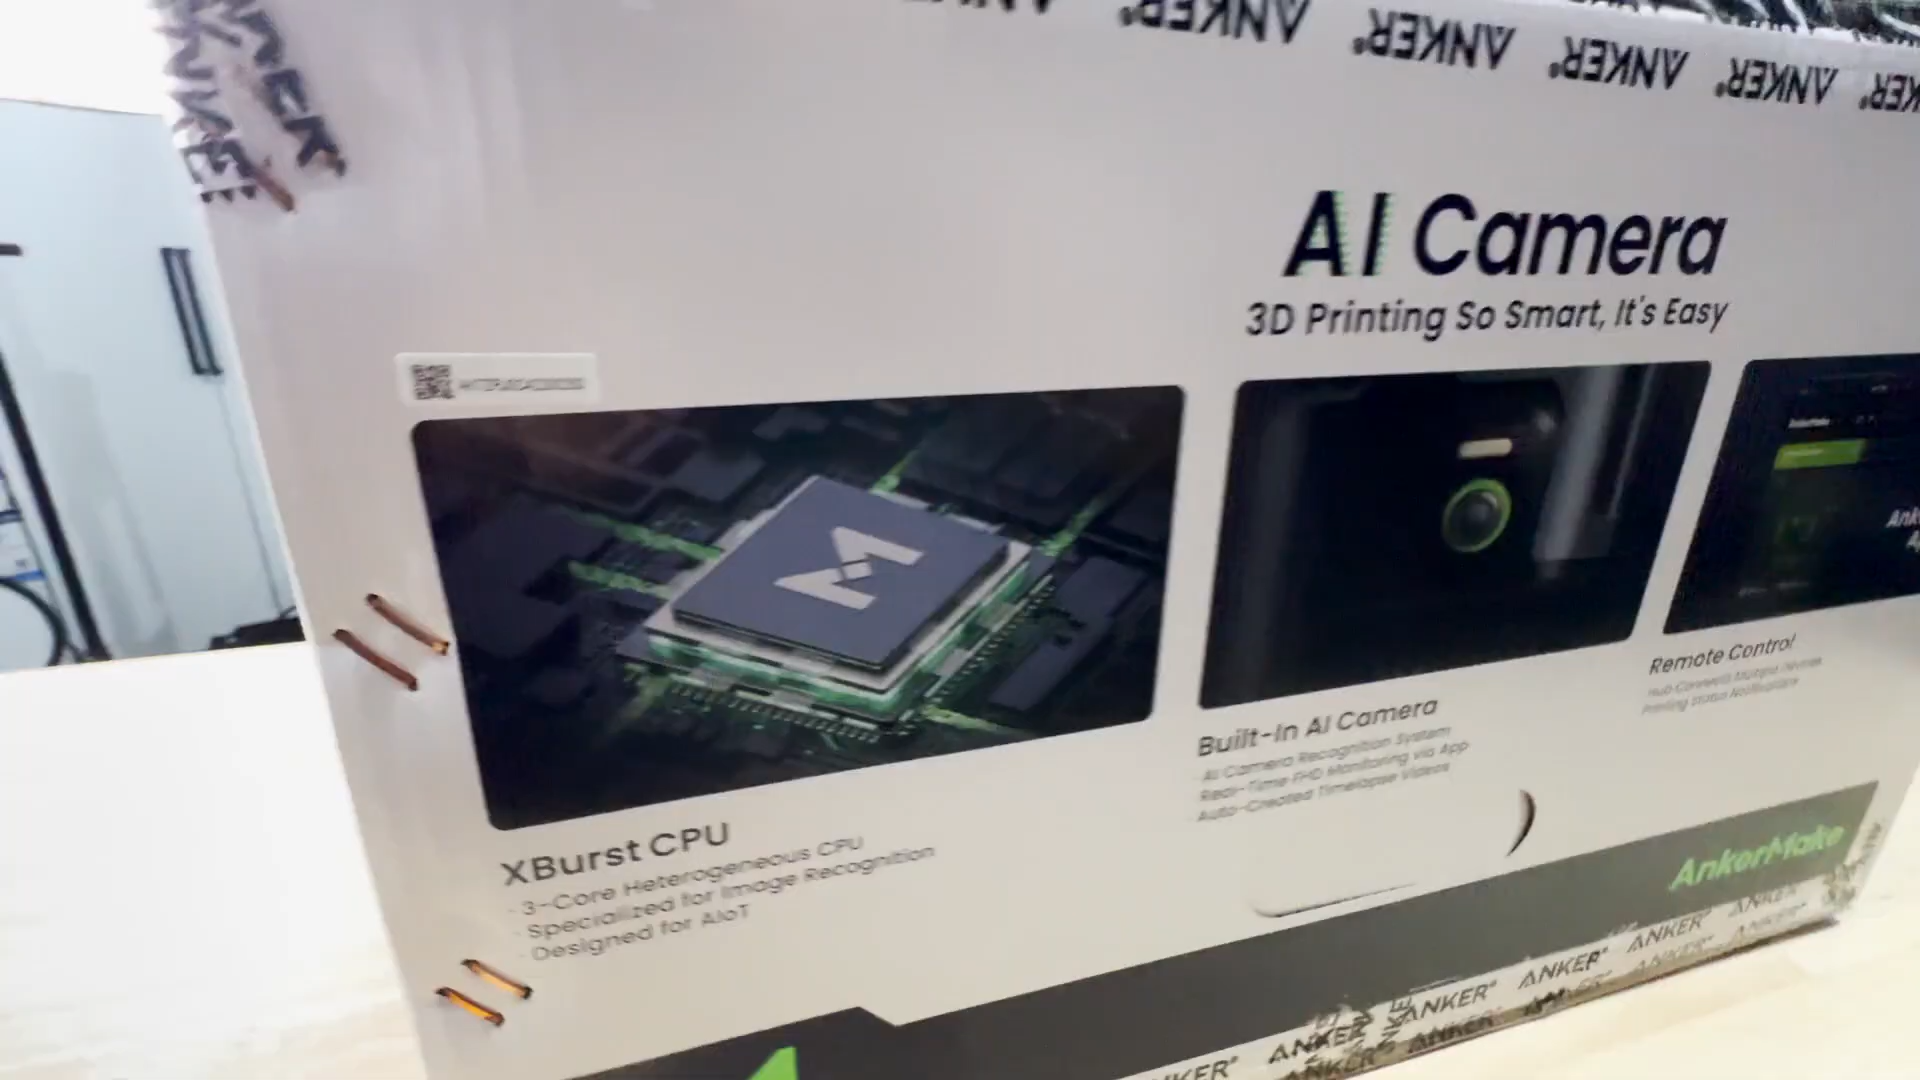 ANKER ANKER ANKER ANKER
ANKER
AI Camera
3D Printing So Smart, It's Easy
XBurst CPU
· 3-Core Heterogeneous CPU
· Specialized for Image Recognition
· Designed for AIoT
Built-In AI Camera
· AI Camera Recognition System
· Real-Time FHD Monitoring via App
· Auto-Created Timelapse Videos
Remote Control
AnkerMake
ANKER ANKER ANKER ANKER ANKER